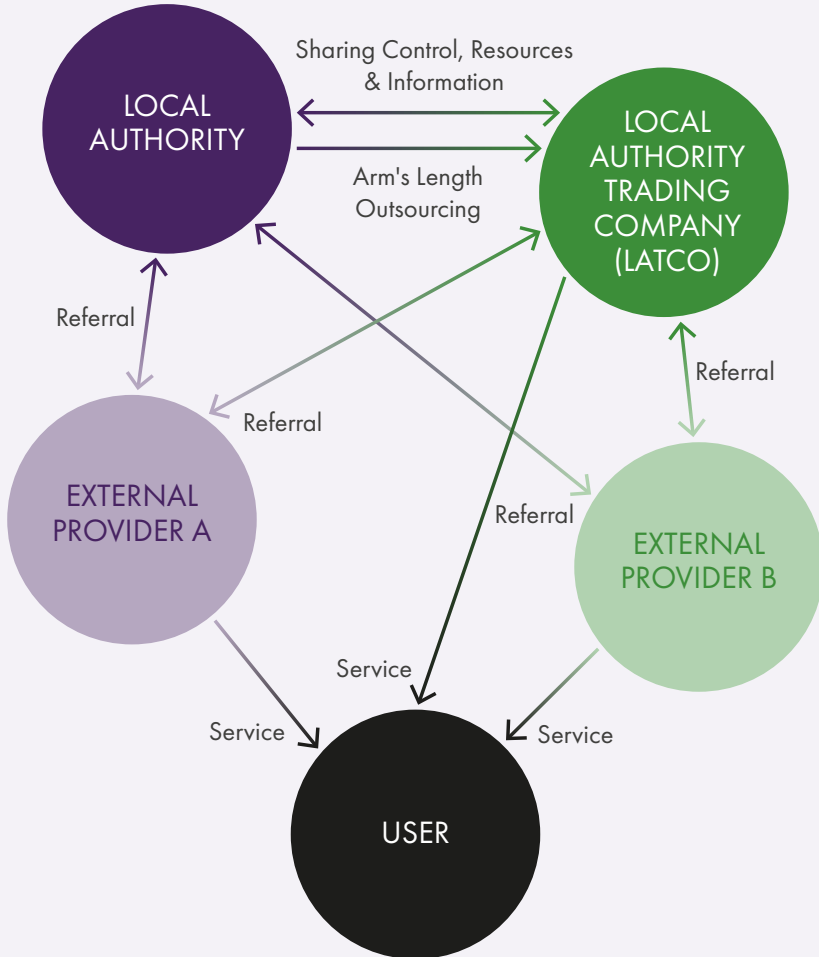 Sharing Control, Resources
& Information
LOCAL
AUTHORITY
LOCAL
AUTHORITY
TRADING
COMPANY
(LATCO)
Arm's Length
Outsourcing
Referral
Referral
Referral
EXTERNAL
PROVIDER A
Referral
EXTERNAL
PROVIDER B
Service
Service
Service
USER